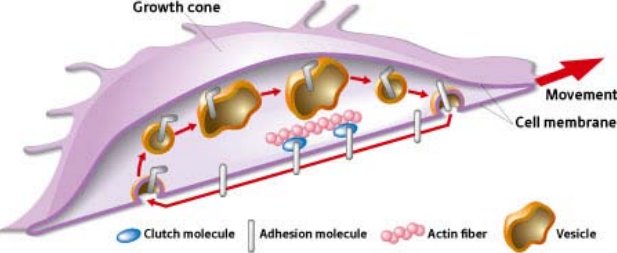 Growth cone
Movement
Cell membrane
Clutch molecule
Adhesion molecule
Actin fiber
Vesicle